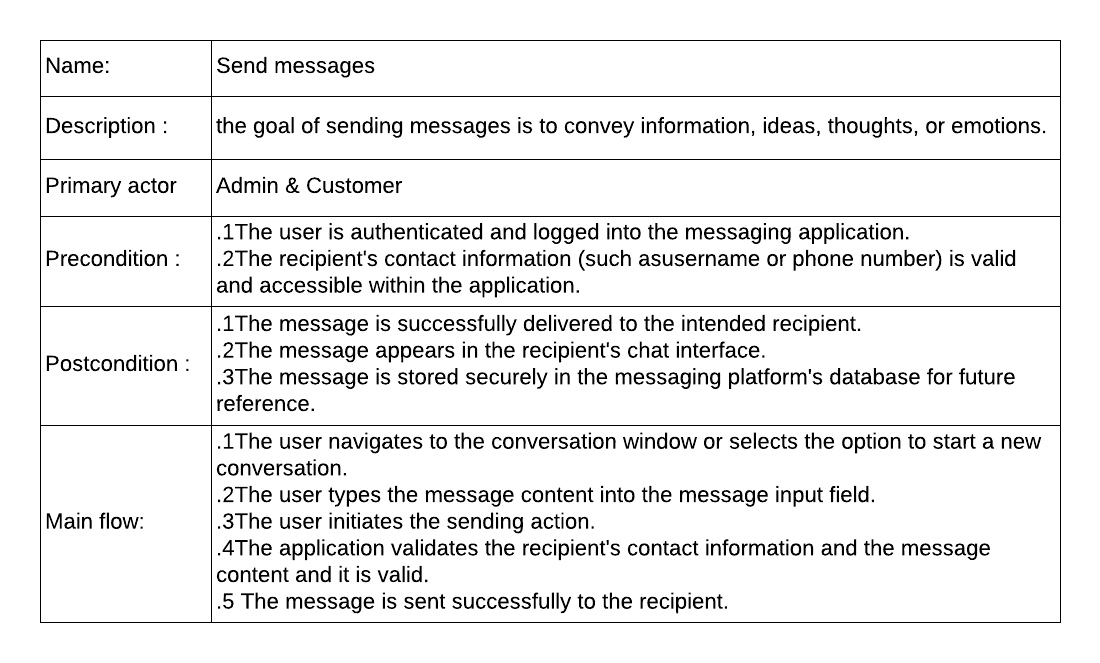 Name:
Send messages
Description :
the goal of sending messages is to convey information, ideas, thoughts, or emotions.
Primary actor
Admin & Customer
Precondition :
.1The user is authenticated and logged into the messaging application.
.2The recipient's contact information (such asusername or phone number) is valid
and accessible within the application.
Postcondition :
.1The message is successfully delivered to the intended recipient.
.2The message appears in the recipient's chat interface.
.3The message is stored securely in the messaging platform's database for future
reference.
Main flow:
.1The user navigates to the conversation window or selects the option to start a new
conversation.
.2The user types the message content into the message input field.
.3The user initiates the sending action.
.4The application validates the recipient's contact information and the message
content and it is valid.
.5 The message is sent successfully to the recipient.